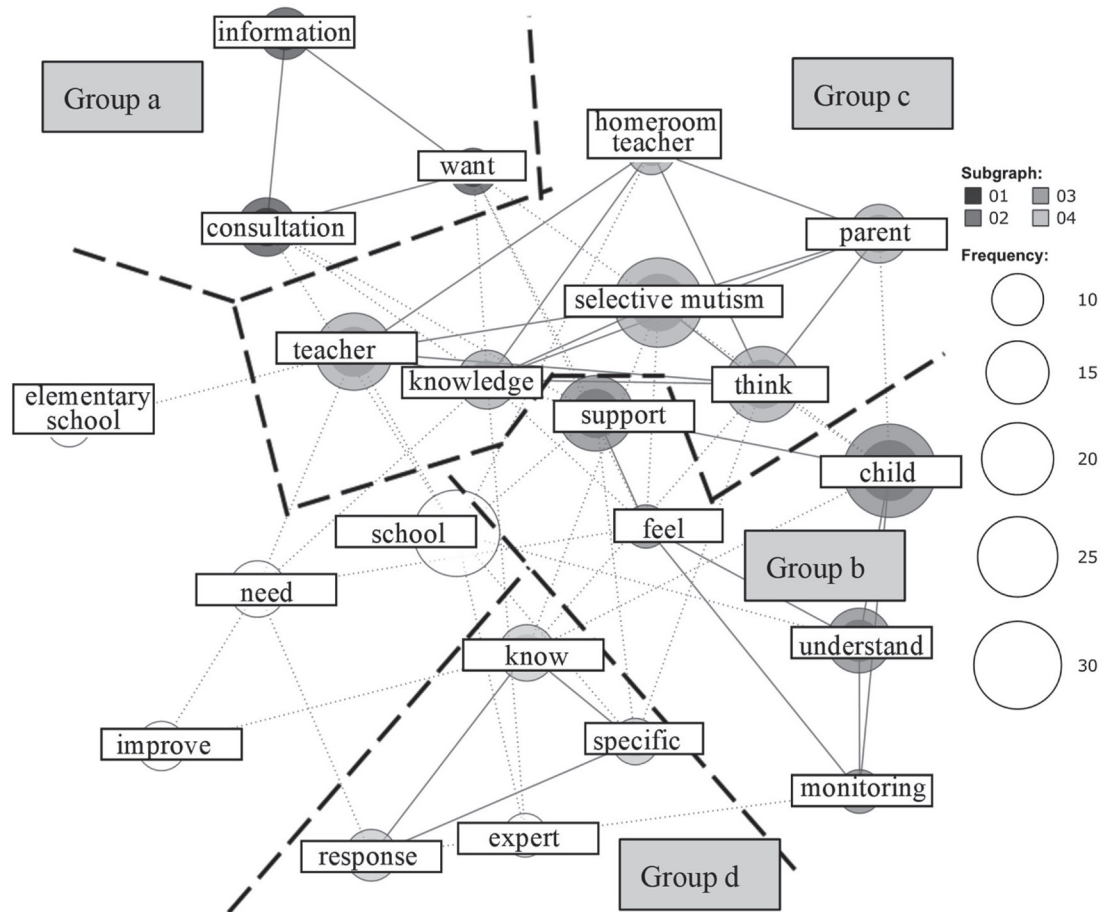 information
Group a
Group c
homeroom
teacher
want
Subgraph:
01 03
02 04
consultation
parent
Frequency:
10
selective mutism
teacher
15
knowledge
think
elementary
school
support
20
child
school
feel
25
Group b
need
understand
know
30
improve
specific
monitoring
expert
response
Group d